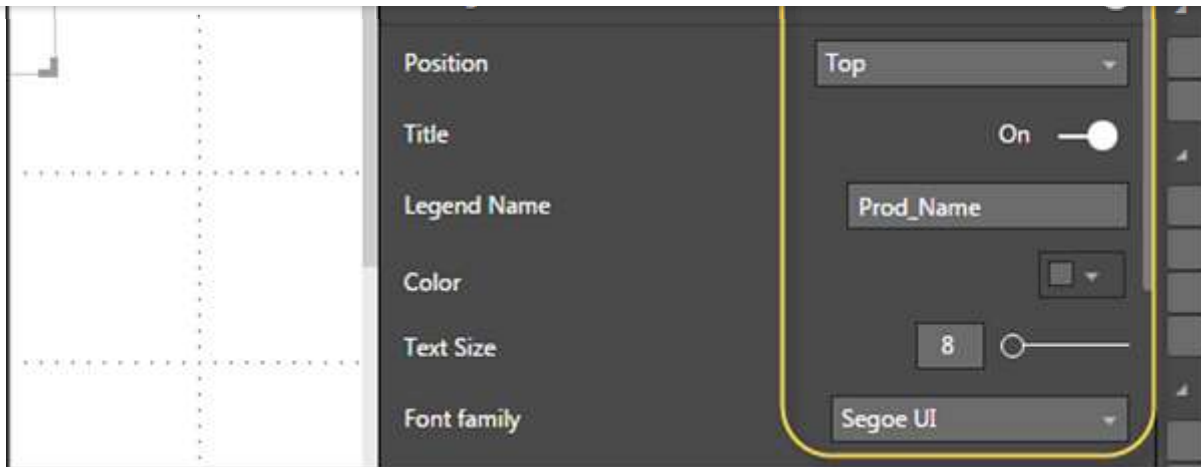 Position Top
Title On
Legend Name Prod_Name
Color
Text Size 8
Font family Segoe UI